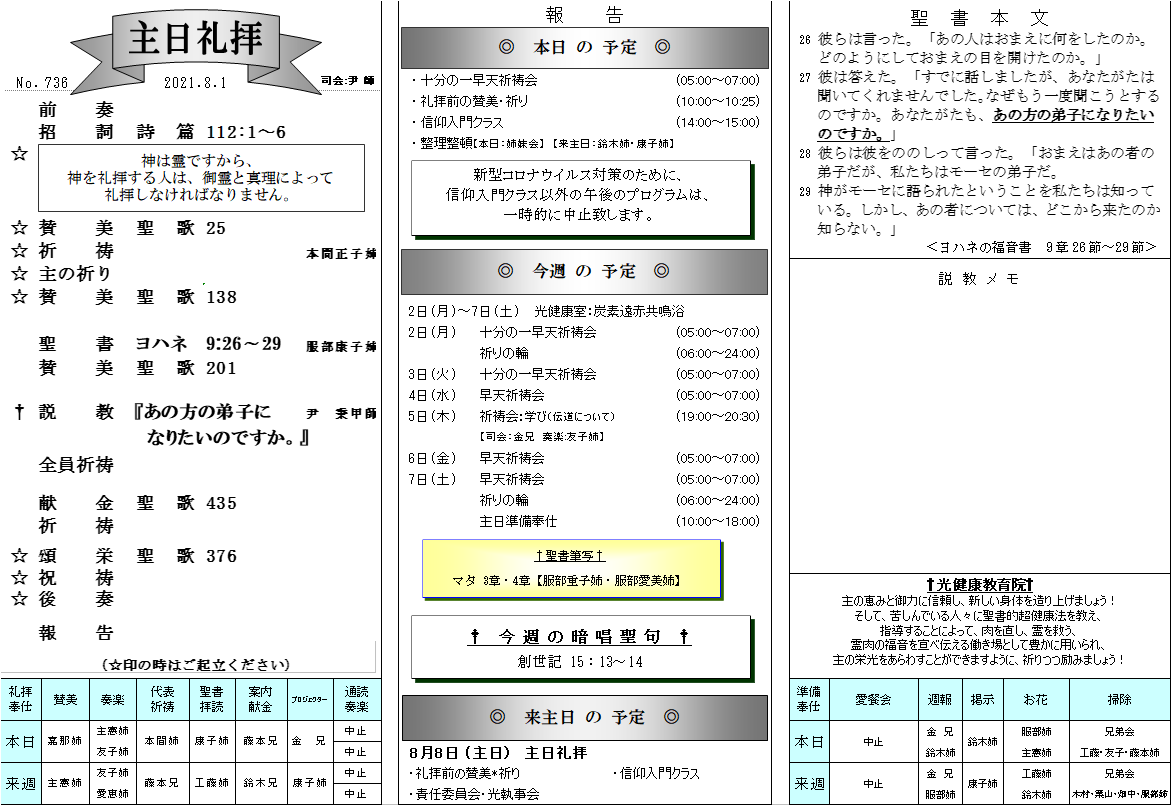 主日礼拝
No. 736
2021.8.1
司会:尹 師
前 奏
招 詞 詩 篇 112:1～6
☆
神は霊ですから、
神を礼拝する人は、御霊と真理によって
礼拝しなければなりません。
☆ 賛 美 聖 歌 25
☆ 祈 祷 本間正子姉
☆ 主の祈り
☆ 賛 美 聖 歌 138
聖 書 ヨハネ 9:26～29 服部康子姉
賛 美 聖 歌 201
† 説 教 『あの方の弟子に 尹 秉甲師
なりたいのですか。』
全員祈祷
献 金 聖 歌 435
祈 祷
☆ 頌 栄 聖 歌 376
☆ 祝 祷
☆ 後 奏
報 告
(☆印の時はご起立ください)
礼拝奉仕 賛美 奏楽 代表祈祷 聖書拝読 案内献金 プロジェクター 通読奏楽
本日 嘉那姉 主憲姉 友子姉 本間姉 康子姉 藤本兄 金 兄 中止 中止
来週 主憲姉 友子姉 愛恵姉 藤本兄 工藤姉 鈴木兄 康子姉 中止 中止
報 告
◎ 本日 の 予定 ◎
・十分の一早天祈祷会 (05:00～07:00)
・礼拝前の賛美・祈り (10:00～10:25)
・信仰入門クラス (14:00～15:00)
・整理整頓【本日:姉妹会】【来主日:鈴木姉・康子姉】
新型コロナウイルス対策のために、
信仰入門クラス以外の午後のプログラムは、
一時的に中止致します。
◎ 今週 の 予定 ◎
2日(月)～7日(土) 光健康室:炭素遠赤共鳴浴
2日(月) 十分の一早天祈祷会 (05:00～07:00)
祈りの輪 (06:00～24:00)
3日(火) 十分の一早天祈祷会 (05:00～07:00)
4日(水) 早天祈祷会 (05:00～07:00)
5日(木) 祈祷会:学び(伝道について) (19:00～20:30)
【司会:金兄 奏楽:友子姉】
6日(金) 早天祈祷会 (05:00～07:00)
7日(土) 早天祈祷会 (05:00～07:00)
祈りの輪 (06:00～24:00)
主日準備奉仕 (10:00～18:00)
†聖書筆写†
マタ 3章・4章【服部重子姉・服部愛美姉】
† 今週の暗唱聖句 †
創世記 15：13～14
◎ 来主日 の 予定 ◎
8月8日(主日) 主日礼拝
・礼拝前の賛美*祈り ・信仰入門クラス
・責任委員会・光執事会
聖 書 本 文
26 彼らは言った。「あの人はおまえに何をしたのか。
どのようにしておまえの目を開けたのか。」
27 彼は答えた。「すでに話しましたが、あなたがたは
聞いてくれませんでした。なぜもう一度聞こうとする
のですか。あなたがたも、あの方の弟子になりたい
のですか。」
28 彼らは彼をののしって言った。「おまえはあの者の
弟子だが、私たちはモーセの弟子だ。
29 神がモーセに語られたということを私たちは知って
いる。しかし、あの者については、どこから来たのか
知らない。」
＜ヨハネの福音書 9章26節～29節＞
説 教 メ モ
†光健康教育院†
主の恵みと御力に信頼し、新しい身体を造り上げましょう！
そして、苦しんでいる人々に聖書的超健康法を教え、
指導することによって、肉を直し、霊を救う、
霊肉の福音を宣べ伝える働き場として豊かに用いられ、
主の栄光をあらわすことができますように、祈りつつ励みましょう！
準備奉仕 愛餐会 週報 掲示 お花 掃除
本日 中止 金 兄 鈴木姉 鈴木姉 服部姉 主憲姉 兄弟会 工藤・友子・藤本姉
来週 中止 金 兄 服部姉 康子姉 工藤姉 鈴木姉 兄弟会 木村・栗山・畑中・服部姉